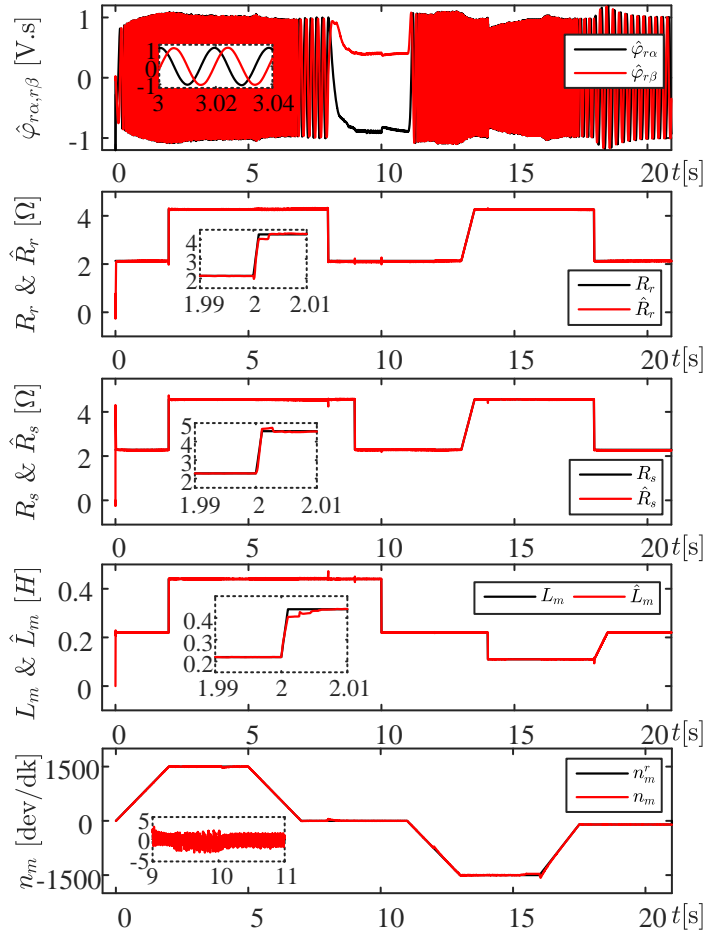 φ̂rα,rβ [V.s]
1
0
-1
1
0
-1
3 3.02 3.04
φ̂rα
φ̂rβ
0 5 10 15 20 t[s]
Rr & R̂r [Ω]
4
2
0
4
3
2
2
1.99 2 2.01
Rr
R̂r
0 5 10 15 20 t[s]
Rs & R̂s [Ω]
4
2
0
5
4
3
3
2
1.99 2 2.01
Rs
R̂s
0 5 10 15 20 t[s]
Lm & L̂m [H]
0.4
0.2
0
0.4
0.3
0.2
1.99 2 2.01
Lm L̂m
0 5 10 15 20 t[s]
nm [dev/dk]
1500
0
-1500
5
0
-5
9 10 11
n^r_m
nm
0 5 10 15 20 t[s]